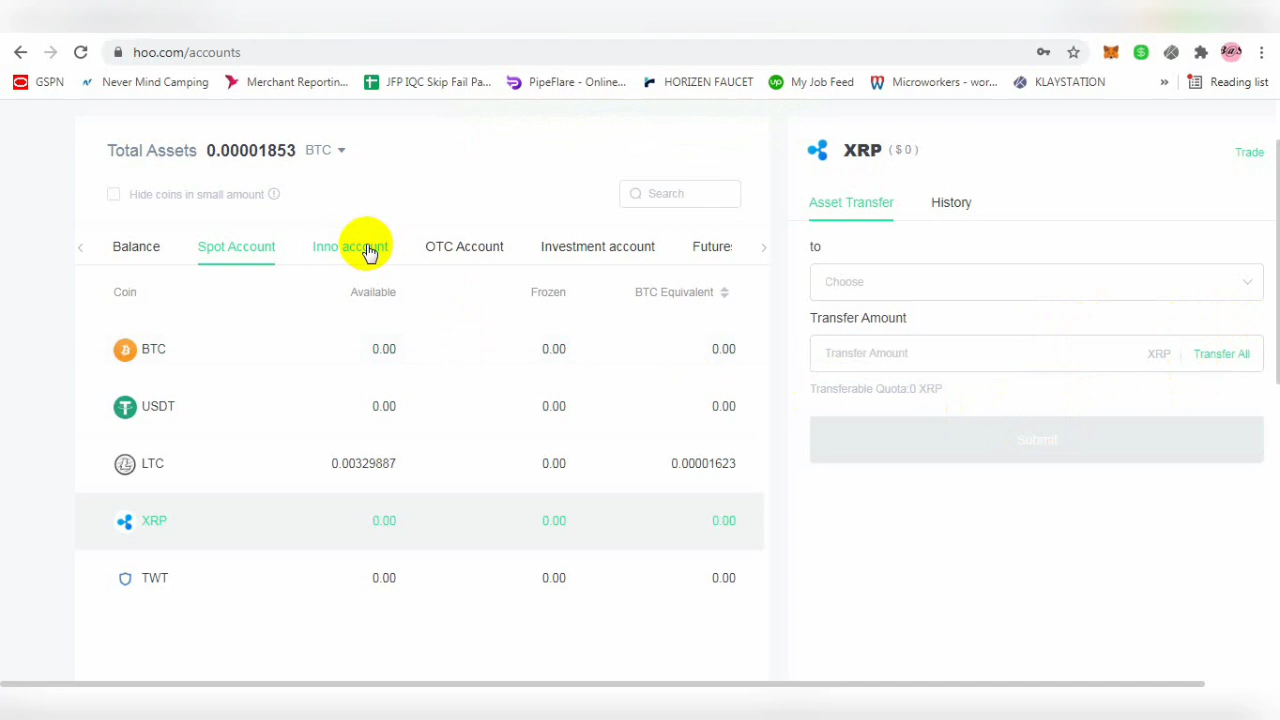 hoo.com/accounts
GSPN Never Mind Camping Merchant Reportin... JFP IQC Skip Fail Pa... PipeFlare - Online... HORIZEN FAUCET My Job Feed Microworkers - wor... KLAYSTATION » Reading list
Total Assets 0.00001853 BTC
Hide coins in small amount
Search
Balance Spot Account Inno account OTC Account Investment account Future
Coin Available Frozen BTC Equivalent
BTC 0.00 0.00 0.00
USDT 0.00 0.00 0.00
LTC 0.00329887 0.00 0.00001623
XRP 0.00 0.00 0.00
TWT 0.00 0.00 0.00
XRP ( $ 0 )
Trade
Asset Transfer History
to
Choose
Transfer Amount
Transfer Amount XRP Transfer All
Transferable Quota:0 XRP
Submit